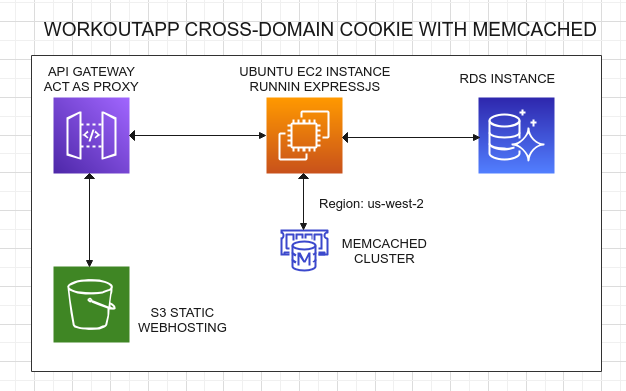 WORKOUTAPP CROSS-DOMAIN COOKIE WITH MEMCACHED
API GATEWAY
ACT AS PROXY
UBUNTU EC2 INSTANCE
RUNNIN EXPRESSJS
RDS INSTANCE
</>
Region: us-west-2
M
MEMCACHED
CLUSTER
S3 STATIC
WEBHOSTING